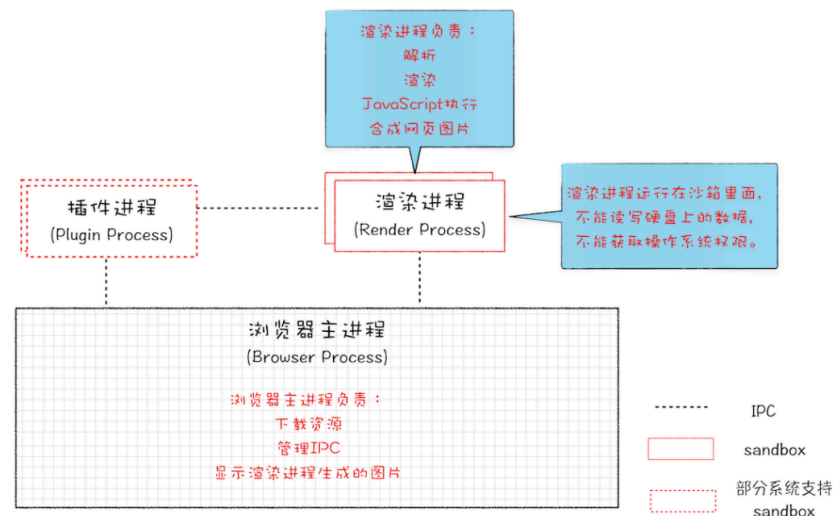 渲染进程负责：
解析
渲染
JavaScript执行
合成网页图片
插件进程
(Plugin Process)
渲染进程
(Render Process)
渲染进程运行在沙箱里面，
不能读写硬盘上的数据，
不能获取操作系统权限。
浏览器主进程
(Browser Process)
浏览器主进程负责：
下载资源
管理IPC
显示渲染进程生成的图片
IPC
sandbox
部分系统支持
sandbox